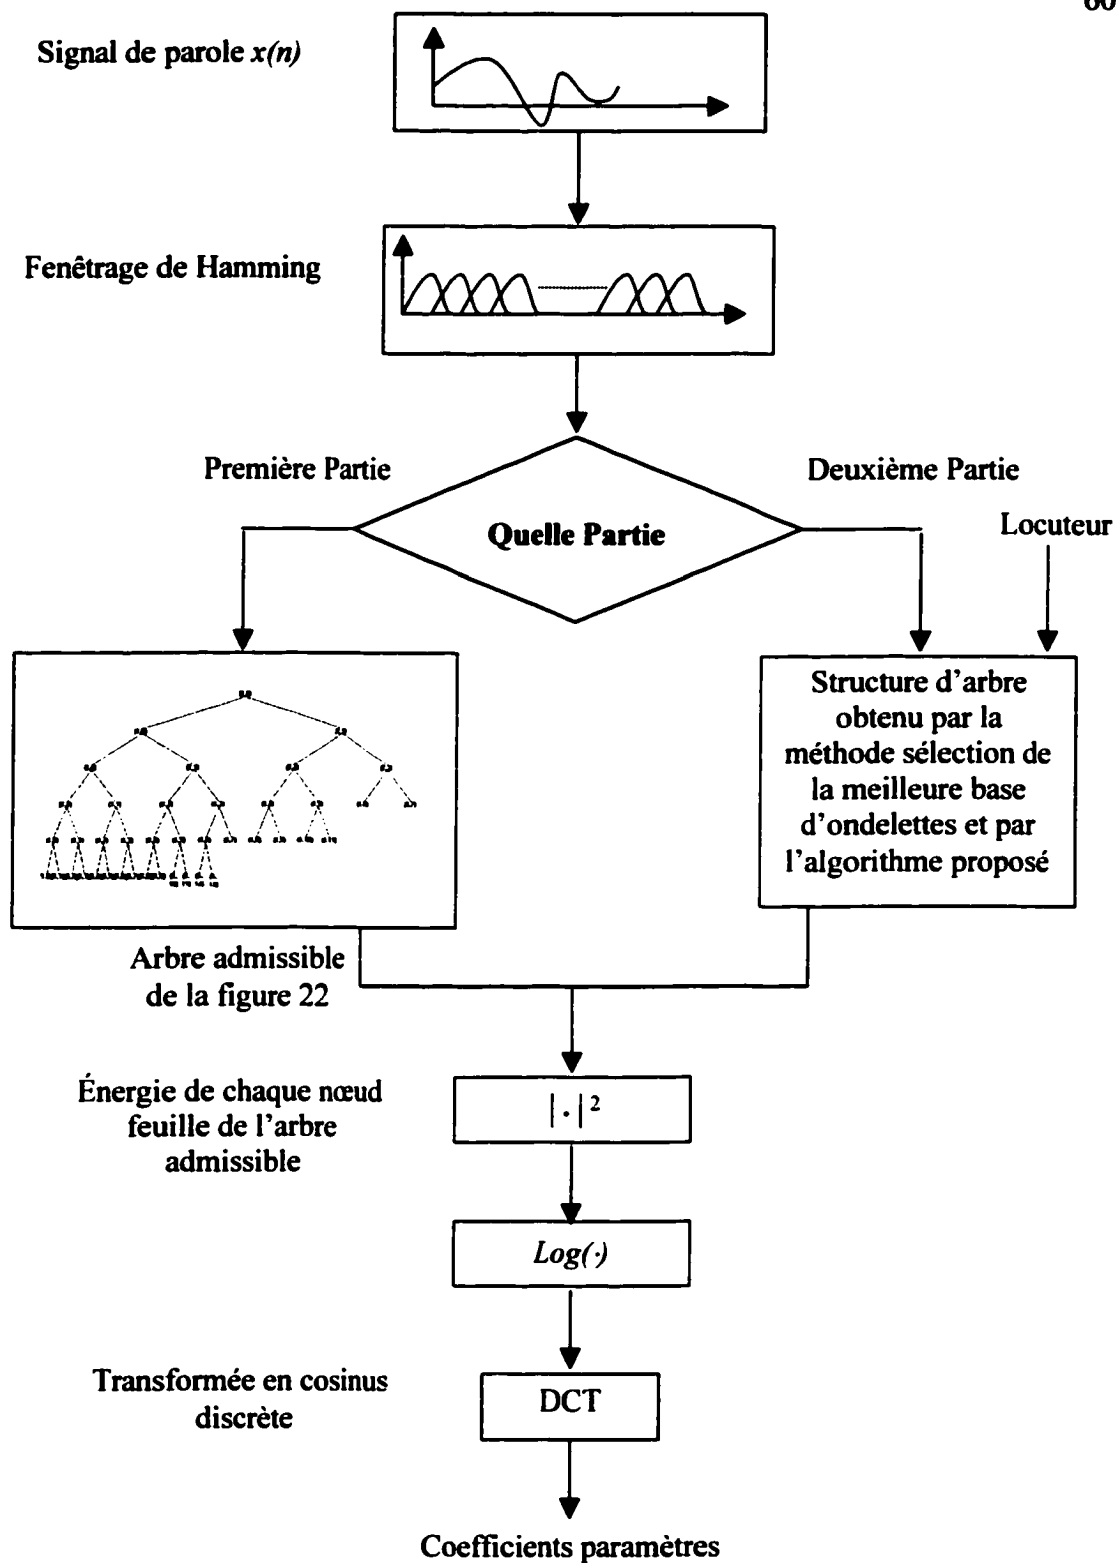 60
Signal de parole x(n)
Fenêtrage de Hamming
Première Partie
Deuxième Partie
Quelle Partie
Locuteur
Structure d'arbre
obtenu par la
méthode sélection de
la meilleure base
d'ondelettes et par
l'algorithme proposé
Arbre admissible
de la figure 22
Énergie de chaque nœud
feuille de l'arbre
admissible
|·|²
Log(·)
Transformée en cosinus
discrète
DCT
Coefficients paramètres